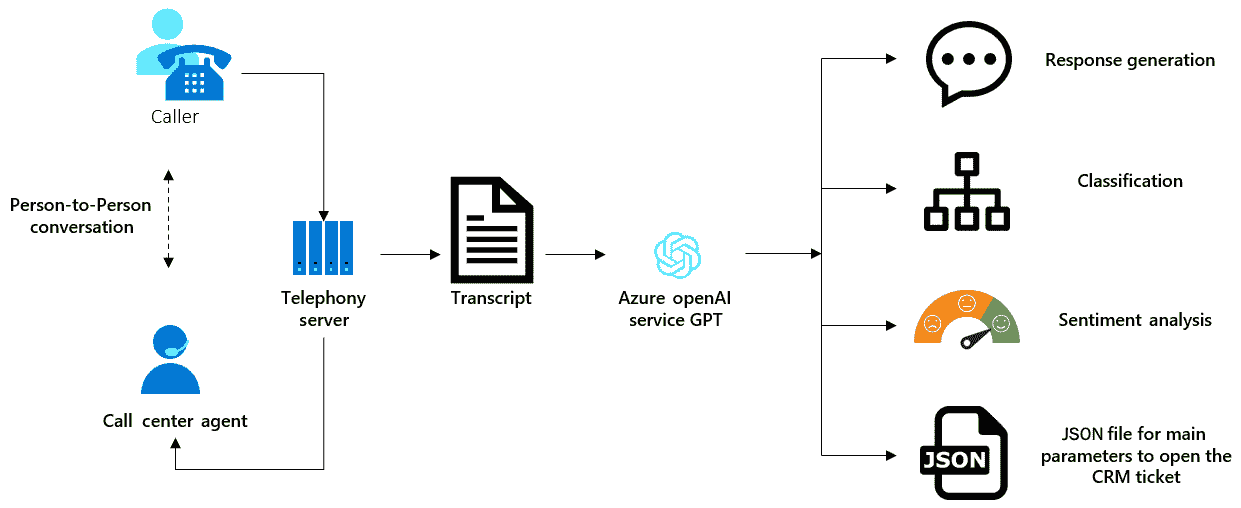 Caller
Person-to-Person
conversation
Call center agent
Telephony
server
Transcript
Azure openAI
service GPT
Response generation
Classification
Sentiment analysis
JSON
JSON file for main
parameters to open the
CRM ticket